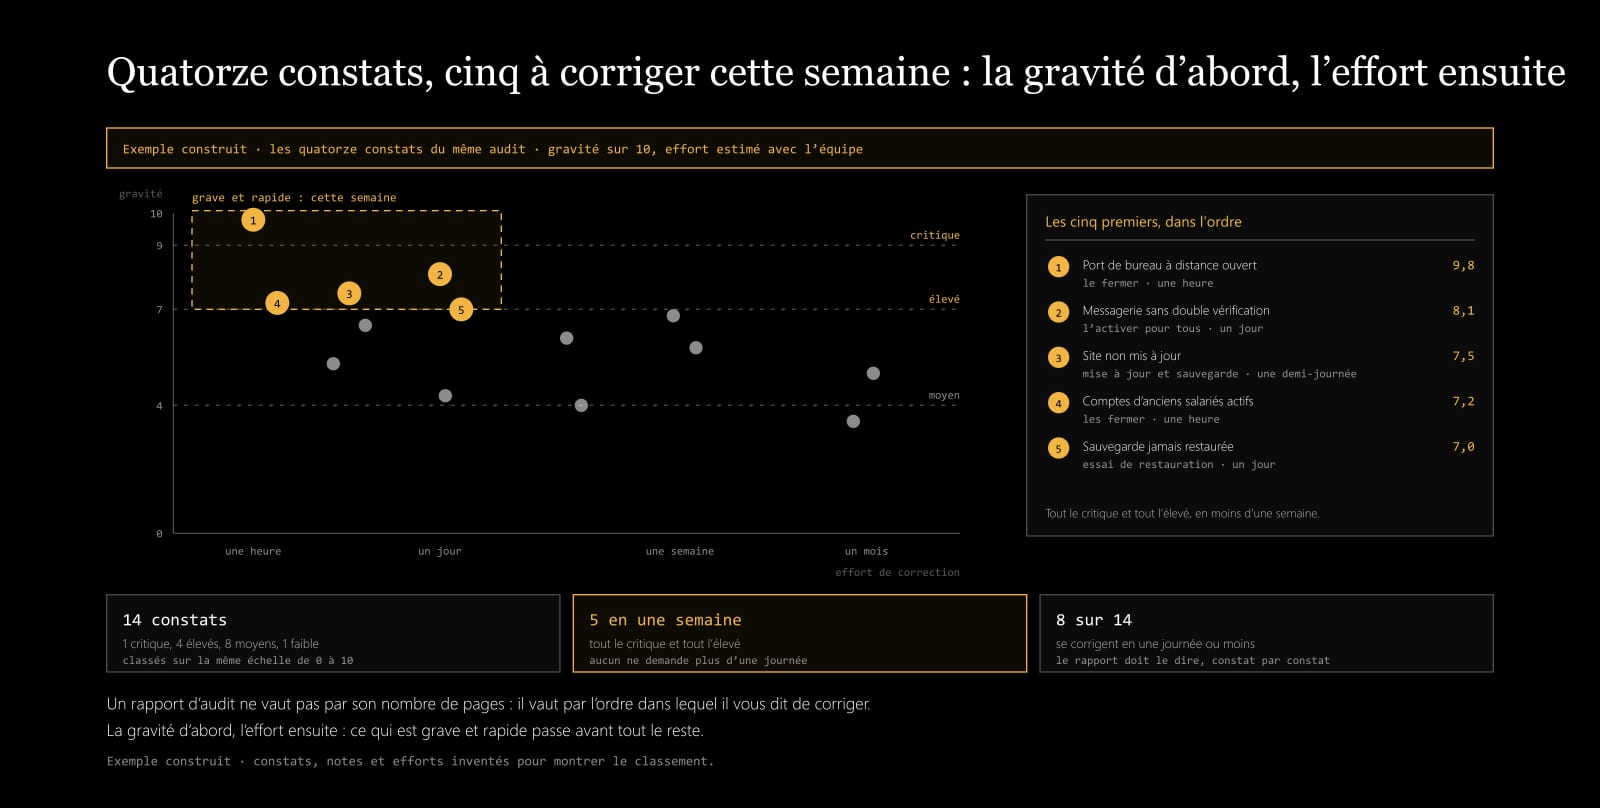 Quatorze constats, cinq à corriger cette semaine : la gravité d’abord, l’effort ensuite
Exemple construit · les quatorze constats du même audit · gravité sur 10, effort estimé avec l’équipe
gravité
grave et rapide : cette semaine
10
1
9
critique
2
3
4
7
5
élevé
4
moyen
0
une heure
un jour
une semaine
un mois
effort de correction
Les cinq premiers, dans l’ordre
1 Port de bureau à distance ouvert 9,8
le fermer · une heure
2 Messagerie sans double vérification 8,1
l’activer pour tous · un jour
3 Site non mis à jour 7,5
mise à jour et sauvegarde · une demi-journée
4 Comptes d’anciens salariés actifs 7,2
les fermer · une heure
5 Sauvegarde jamais restaurée 7,0
essai de restauration · un jour
Tout le critique et tout l’élevé, en moins d’une semaine.
14 constats
1 critique, 4 élevés, 8 moyens, 1 faible
classés sur la même échelle de 0 à 10
5 en une semaine
tout le critique et tout l’élevé
aucun ne demande plus d’une journée
8 sur 14
se corrigent en une journée ou moins
le rapport doit le dire, constat par constat
Un rapport d’audit ne vaut pas par son nombre de pages : il vaut par l’ordre dans lequel il vous dit de corriger.
La gravité d’abord, l’effort ensuite : ce qui est grave et rapide passe avant tout le reste.
Exemple construit · constats, notes et efforts inventés pour montrer le classement.